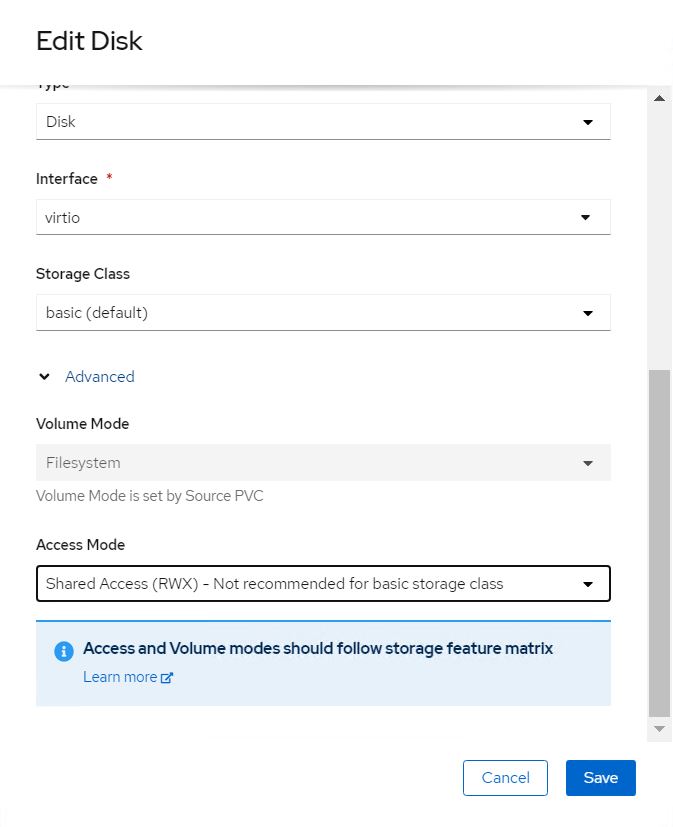 Edit Disk
Type
Disk
Interface *
virtio
Storage Class
basic (default)
Advanced
Volume Mode
Filesystem
Volume Mode is set by Source PVC
Access Mode
Shared Access (RWX) - Not recommended for basic storage class
Access and Volume modes should follow storage feature matrix
Learn more
Cancel
Save